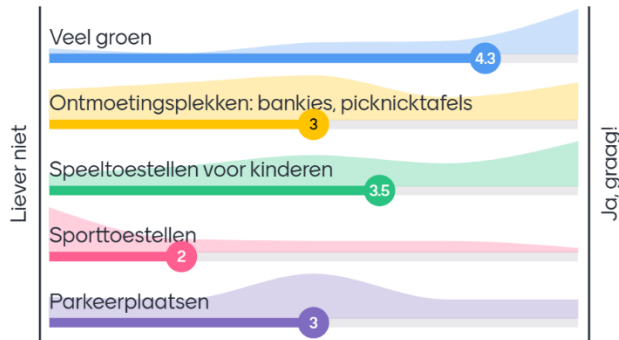 Liever niet
Veel groen
4.3
Ontmoetingsplekken: bankjes, picknicktafels
3
Speeltoestellen voor kinderen
3.5
Sporttoestellen
2
Parkeerplaatsen
3
Ja, graag!